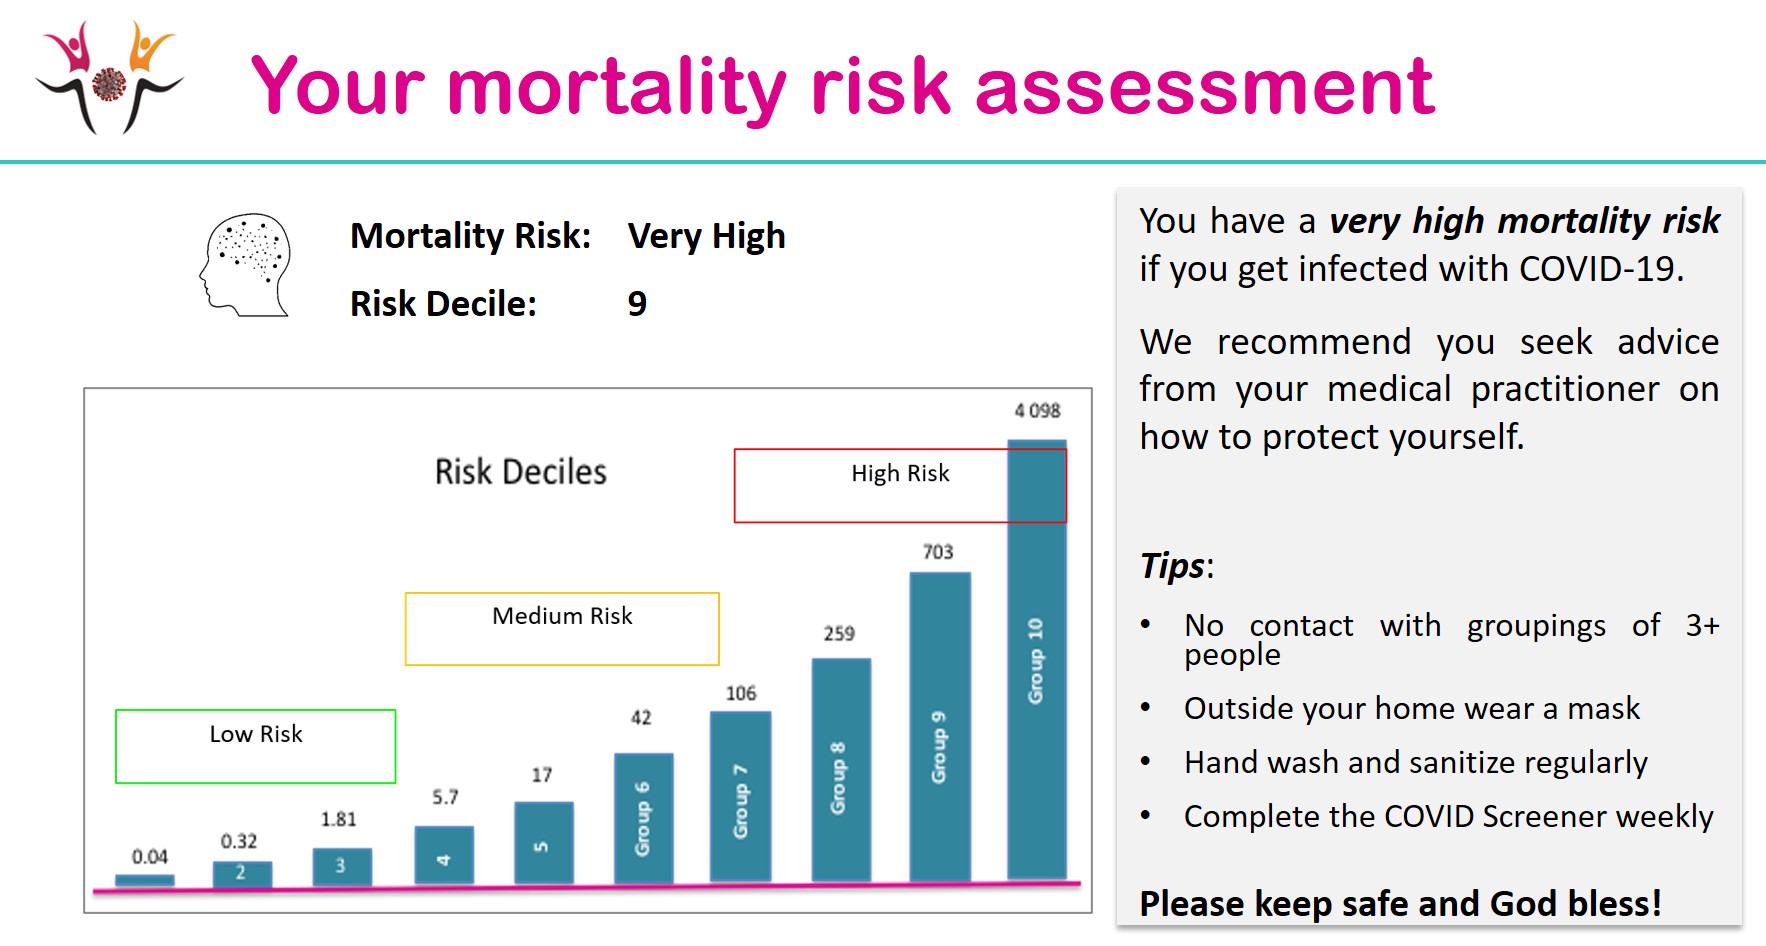 Your mortality risk assessment
Mortality Risk: Very High
Risk Decile: 9
You have a very high mortality risk
if you get infected with COVID-19.
We recommend you seek advice
from your medical practitioner on
how to protect yourself.
Tips:
• No contact with groupings of 3+
people
• Outside your home wear a mask
• Hand wash and sanitize regularly
• Complete the COVID Screener weekly
Please keep safe and God bless!
Risk Deciles
High Risk
Medium Risk
Low Risk
0.04
0.32
1.81
5.7
17
42
106
259
703
4 098
2
3
4
5
Group 6
Group 7
Group 8
Group 9
Group 10